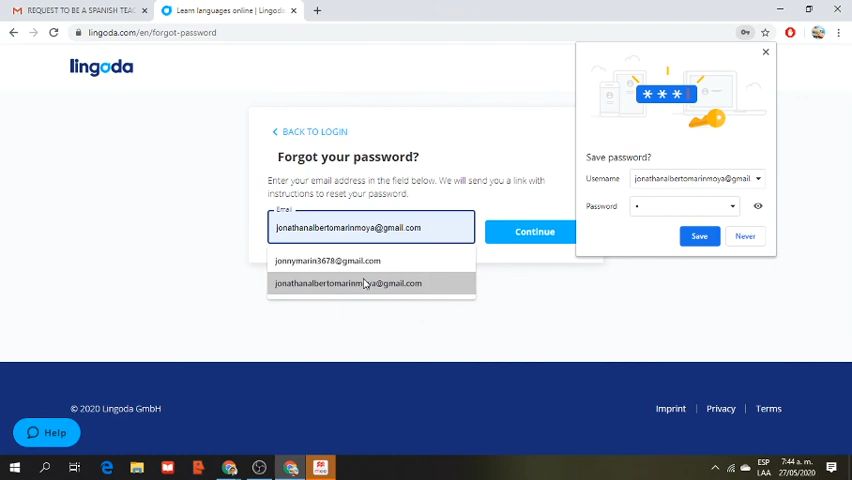 REQUEST TO BE A SPANISH TEAC
Learn languages online | Lingoda
lingoda.com/en/forgot-password
lingoda
BACK TO LOGIN
Forgot your password?
Enter your email address in the field below. We will send you a link with
instructions to reset your password.
Email
jonathanalbertomarinmoya@gmail.com
Continue
jonnymarin3678@gmail.com
jonathanalbertomarinmoya@gmail.com
Save password?
Username
jonathanalbertomarinmoya@gmail
Password
•
Save
Never
© 2020 Lingoda GmbH
Imprint
Privacy
Terms
Help
ESP
LAA
7:44 a. m.
27/05/2020